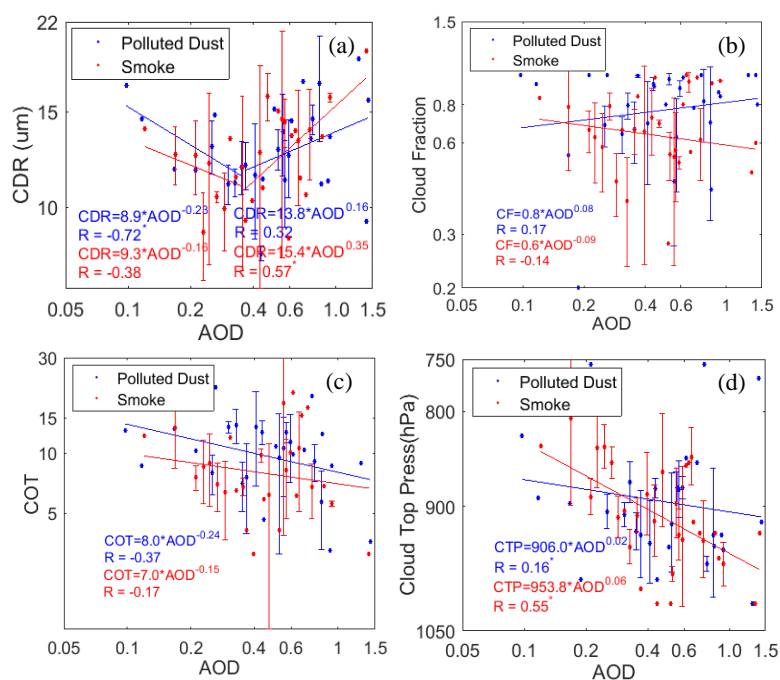 22
15
10
CDR (um)
Polluted Dust
Smoke
(a)
CDR=8.9*AOD-0.23
R = -0.72*
CDR=9.3*AOD-0.16
R = -0.38
CDR=13.8*AOD0.16
R = 0.32
CDR=15.4*AOD0.35
R = 0.57*
0.05 0.1 0.2 0.4 0.6 1.0 1.5
AOD
1.5
0.8
0.6
0.3
0.2
Cloud Fraction
Polluted Dust
Smoke
(b)
CF=0.8*AOD0.08
R = 0.17
CF=0.6*AOD-0.09
R = -0.14
0.05 0.1 0.2 0.4 0.6 1.0 1.5
AOD
30
15
10
5
COT
Polluted Dust
Smoke
(c)
COT=8.0*AOD-0.24
R = -0.37
COT=7.0*AOD-0.15
R = -0.17
0.05 0.1 0.2 0.4 0.6 1.0 1.5
AOD
750
800
900
1050
Cloud Top Press(hPa)
Polluted Dust
Smoke
(d)
CTP=906.0*AOD0.02
R = 0.16*
CTP=953.8*AOD0.06
R = 0.55*
0.05 0.1 0.2 0.4 0.6 1.0 1.5
AOD